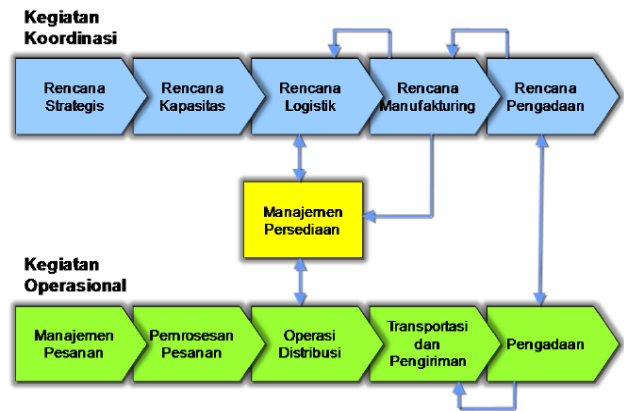 Kegiatan
Koordinasi
Rencana
Strategis
Rencana
Kapasitas
Rencana
Logistik
Rencana
Manufakturing
Rencana
Pengadaan
Manajemen
Persediaan
Kegiatan
Operasional
Manajemen
Pesanan
Pemrosesan
Pesanan
Operasi
Distribusi
Transportasi
dan
Pengiriman
Pengadaan